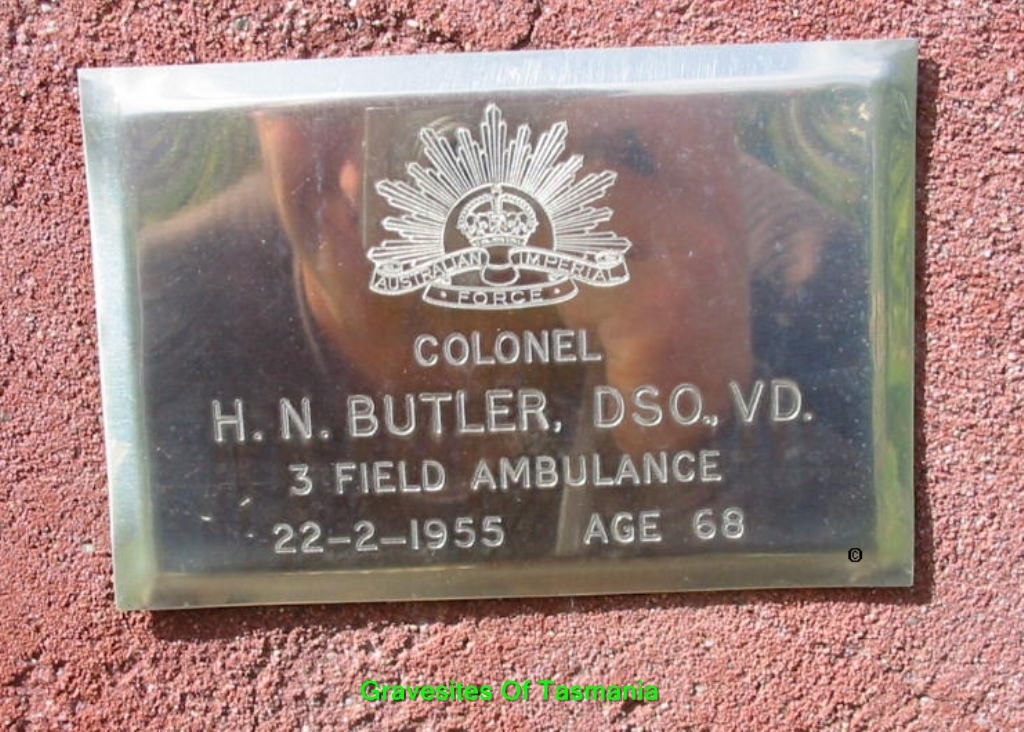 AUSTRALIAN IMPERIAL
· FORCE ·
COLONEL
H. N. BUTLER, DSO., VD.
3 FIELD AMBULANCE
22-2-1955 AGE 68
©
Gravesites Of Tasmania